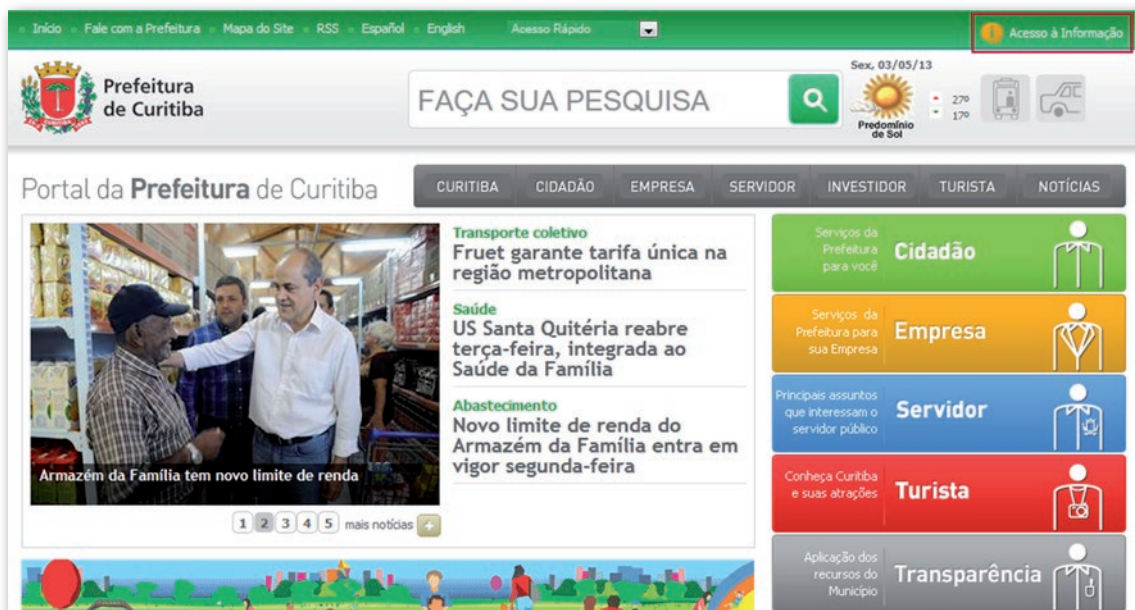 Início Fale com a Prefeitura Mapa do Site RSS Español English Acesso Rápido Acesso à Informação
Prefeitura
de Curitiba
FAÇA SUA PESQUISA
Sex, 03/05/13
27º
17º
Predomínio
de Sol
Portal da Prefeitura de Curitiba
CURITIBA CIDADÃO EMPRESA SERVIDOR INVESTIDOR TURISTA NOTÍCIAS
Armazém da Família tem novo limite de renda
1 2 3 4 5 mais notícias +
Transporte coletivo
Fruet garante tarifa única na
região metropolitana
Saúde
US Santa Quitéria reabre
terça-feira, integrada ao
Saúde da Família
Abastecimento
Novo limite de renda do
Armazém da Família entra em
vigor segunda-feira
Serviços da
Prefeitura
para você
Cidadão
Serviços da
Prefeitura para
sua Empresa
Empresa
Principais assuntos
que interessam o
servidor público
Servidor
Conheça Curitiba
e suas atrações
Turista
Aplicação dos
recursos do
Município
Transparência